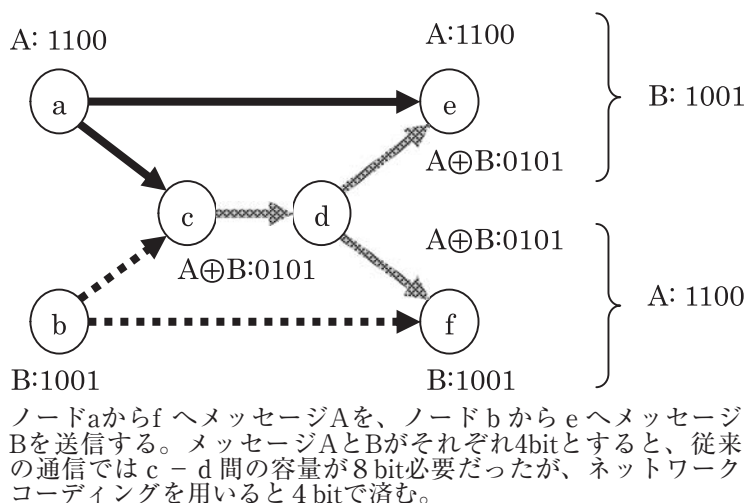 A: 1100
A:1100
a
e
B: 1001
A⊕B:0101
c
d
A⊕B:0101
A⊕B:0101
A: 1100
b
f
B:1001
B:1001
ノードaからf へメッセージAを、ノードｂからｅへメッセージ
Bを送信する。メッセージAとBがそれぞれ4bitとすると、従来
の通信ではｃ－ｄ間の容量が８bit必要だったが、ネットワーク
コーディングを用いると４bitで済む。